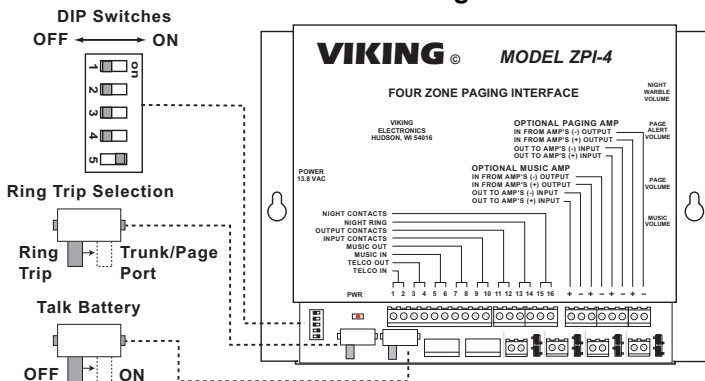 DIP Switches
OFF ON
on
1
2
3
4
5
Ring Trip Selection
Ring Trip
Trunk/Page Port
Talk Battery
OFF ON
VIKING © MODEL ZPI-4
FOUR ZONE PAGING INTERFACE
VIKING
ELECTRONICS
HUDSON, WI 54016
POWER
13.8 VAC
NIGHT
WARBLE
VOLUME
PAGE
ALERT
VOLUME
PAGE
VOLUME
MUSIC
VOLUME
OPTIONAL PAGING AMP
IN FROM AMP'S (-) OUTPUT
IN FROM AMP'S (+) OUTPUT
OUT TO AMP'S (-) INPUT
OUT TO AMP'S (+) INPUT
OPTIONAL MUSIC AMP
IN FROM AMP'S (-) OUTPUT
IN FROM AMP'S (+) OUTPUT
OUT TO AMP'S (-) INPUT
OUT TO AMP'S (+) INPUT
NIGHT CONTACTS
NIGHT RING
OUTPUT CONTACTS
INPUT CONTACTS
MUSIC OUT
MUSIC IN
TELCO OUT
TELCO IN
PWR 1 2 3 4 5 6 7 8 9 10 11 12 13 14 15 16 + – + – + – + –